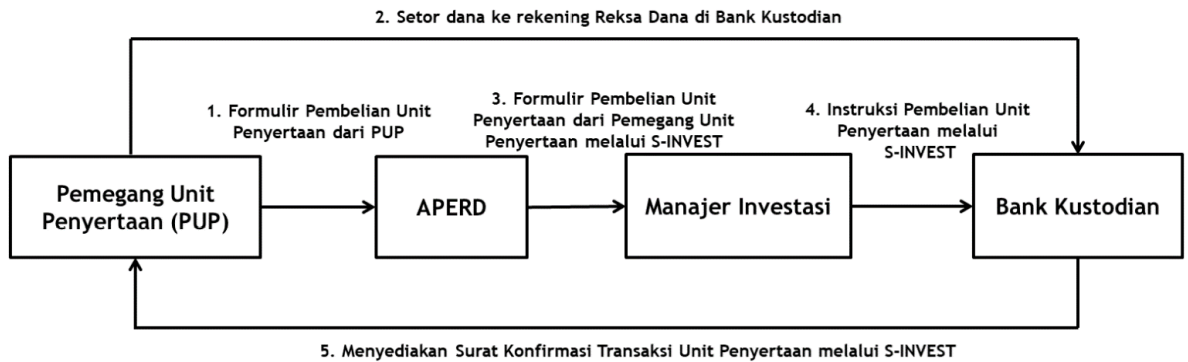 2. Setor dana ke rekening Reksa Dana di Bank Kustodian
1. Formulir Pembelian Unit
Penyertaan dari PUP
3. Formulir Pembelian Unit
Penyertaan dari Pemegang Unit
Penyertaan melalui S-INVEST
4. Instruksi Pembelian Unit
Penyertaan melalui
S-INVEST
Pemegang Unit
Penyertaan (PUP)
APERD
Manajer Investasi
Bank Kustodian
5. Menyediakan Surat Konfirmasi Transaksi Unit Penyertaan melalui S-INVEST